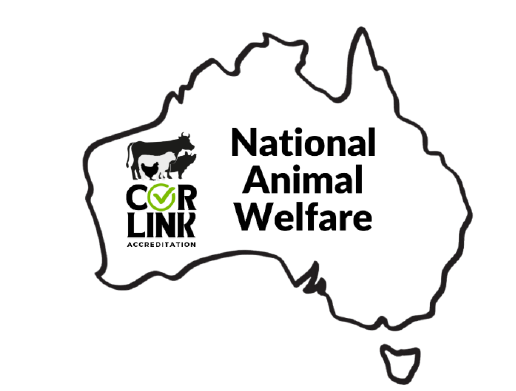 National
Animal
Welfare
COR
LINK
ACCREDITATION